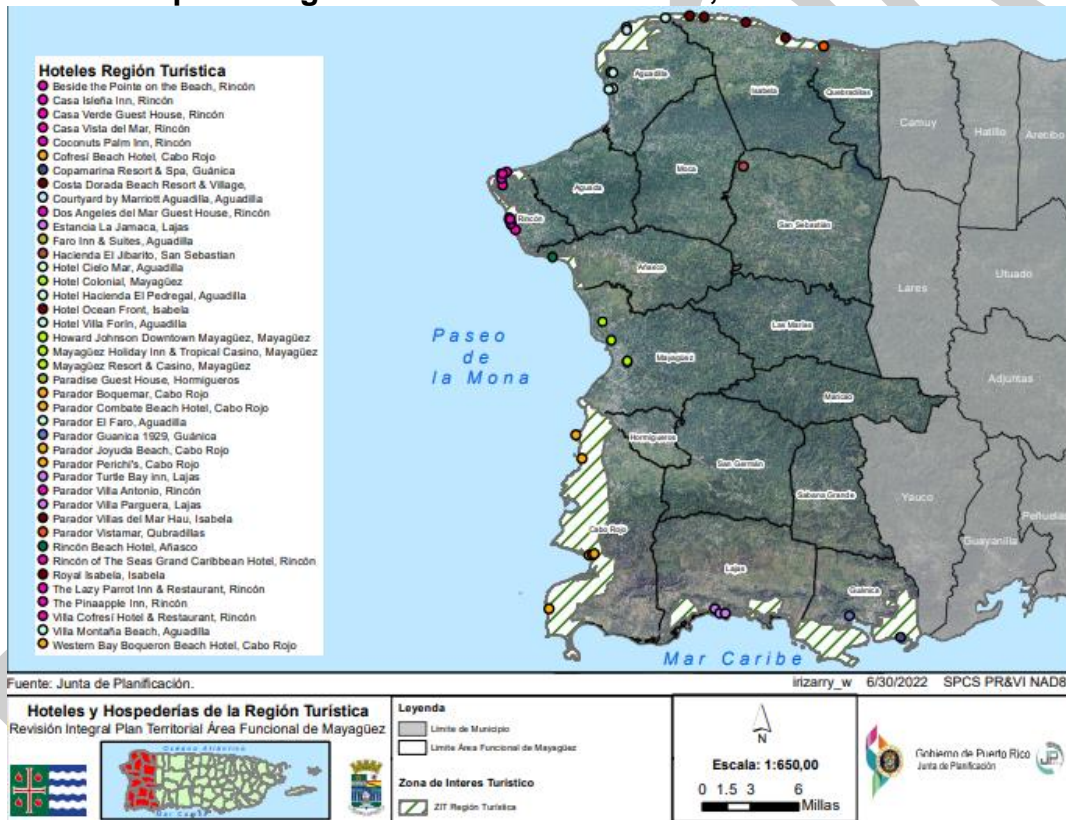 Hoteles Región Turística
Beside the Pointe on the Beach, Rincón
Casa Isleña Inn, Rincón
Casa Verde Guest House, Rincón
Casa Vista del Mar, Rincón
Coconuts Palm Inn, Rincón
Cofresí Beach Hotel, Cabo Rojo
Copamarina Resort & Spa, Guánica
Costa Dorada Beach Resort & Village,
Courtyard by Marriott Aguadilla, Aguadilla
Dos Angeles del Mar Guest House, Rincón
Estancia La Jamaca, Lajas
Faro Inn & Suites, Aguadilla
Hacienda El Jibarito, San Sebastian
Hotel Cielo Mar, Aguadilla
Hotel Colonial, Mayagüez
Hotel Hacienda El Pedregal, Aguadilla
Hotel Ocean Front, Isabela
Hotel Villa Forín, Aguadilla
Howard Johnson Downtown Mayagüez, Mayagüez
Mayagüez Holiday Inn & Tropical Casino, Mayagüez
Mayagüez Resort & Casino, Mayagüez
Paradise Guest House, Hormigueros
Parador Boquemar, Cabo Rojo
Parador Combate Beach Hotel, Cabo Rojo
Parador El Faro, Aguadilla
Parador Guanica 1929, Guánica
Parador Joyuda Beach, Cabo Rojo
Parador Perichi's, Cabo Rojo
Parador Turtle Bay inn, Lajas
Parador Villa Antonio, Rincón
Parador Villa Parguera, Lajas
Parador Villas del Mar Hau, Isabela
Parador Vistamar, Qubradillas
Rincón Beach Hotel, Añasco
Rincón of The Seas Grand Caribbean Hotel, Rincón
Royal Isabela, Isabela
The Lazy Parrot Inn & Restaurant, Rincón
The Pinaapple Inn, Rincón
Villa Cofresí Hotel & Restaurant, Rincón
Villa Montaña Beach, Aguadilla
Western Bay Boqueron Beach Hotel, Cabo Rojo
Aguadilla
Isabela
Quebradillas
Camuy
Hatillo
Arecibo
Moca
Aguada
Rincón
San Sebastián
Añasco
Utuado
Lares
Las Marías
Paseo
de
la Mona
Mayagüez
Adjuntas
Maricao
Hormigueros
San Germán
Sabana Grande
Yauco
Peñuelas
Cabo Rojo
Guayanilla
Lajas
Guánica
Mar Caribe
Fuente: Junta de Planificación.
irizarry_w 6/30/2022 SPCS PR&VI NAD8
Hoteles y Hospederías de la Región Turística
Revisión Integral Plan Territorial Área Funcional de Mayagüez
Océano Atlántico
Mar Caribe
Leyenda
Límite de Municipio
Límite Área Funcional de Mayagüez
Zona de Interes Turístico
ZIT Región Turística
N
Escala: 1:650,00
0 1.5 3 6
Millas
Gobierno de Puerto Rico
Junta de Planificación
JP